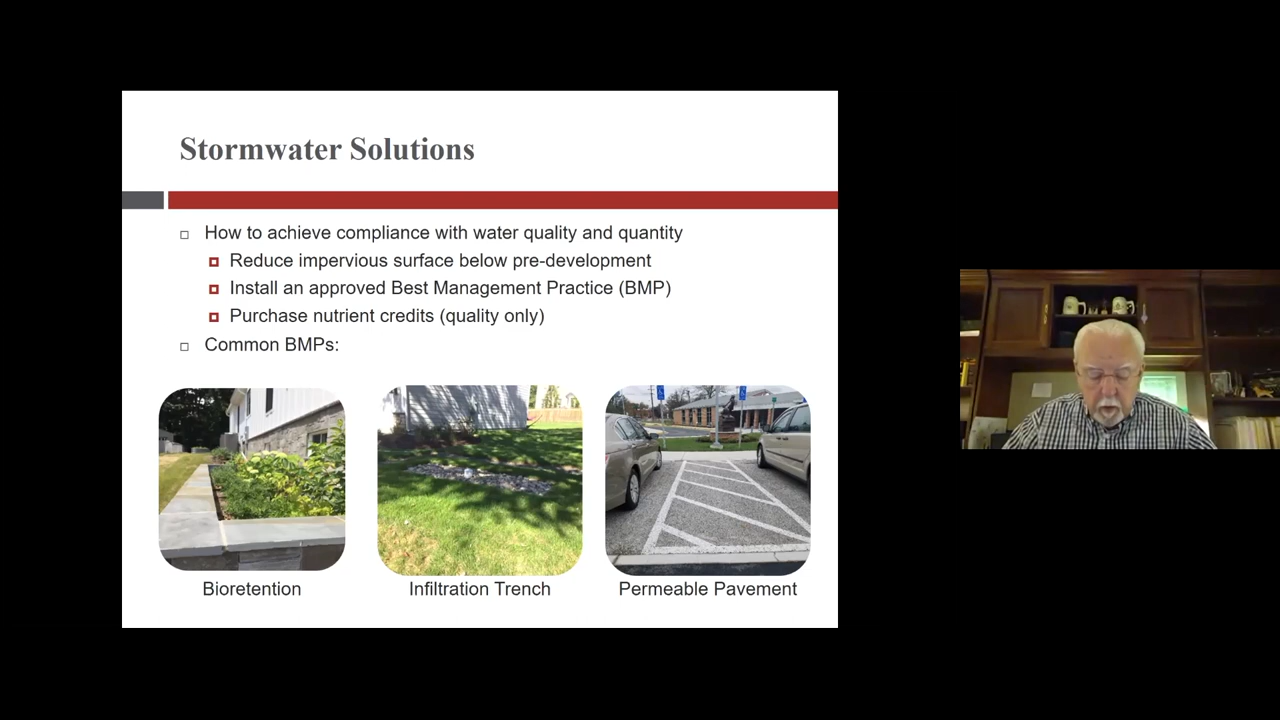 Stormwater Solutions
How to achieve compliance with water quality and quantity
Reduce impervious surface below pre-development
Install an approved Best Management Practice (BMP)
Purchase nutrient credits (quality only)
Common BMPs:
Bioretention
Infiltration Trench
Permeable Pavement